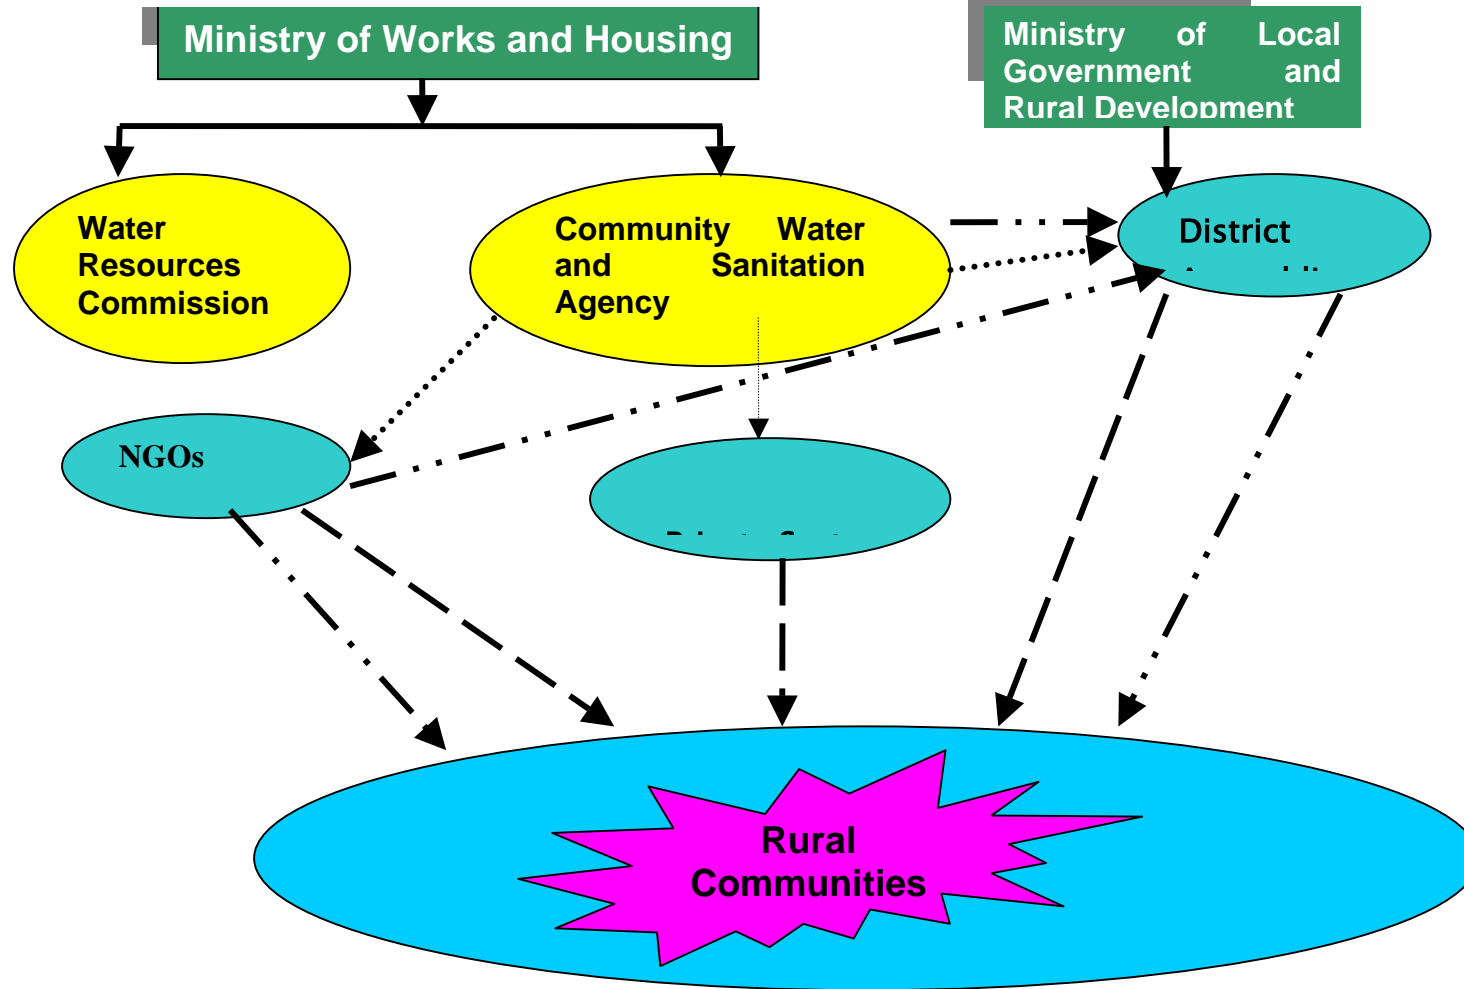 Ministry of Works and Housing
Ministry of Local
Government and
Rural Development
Water
Resources
Commission
Community Water
and Sanitation
Agency
District
NGOs
Rural
Communities